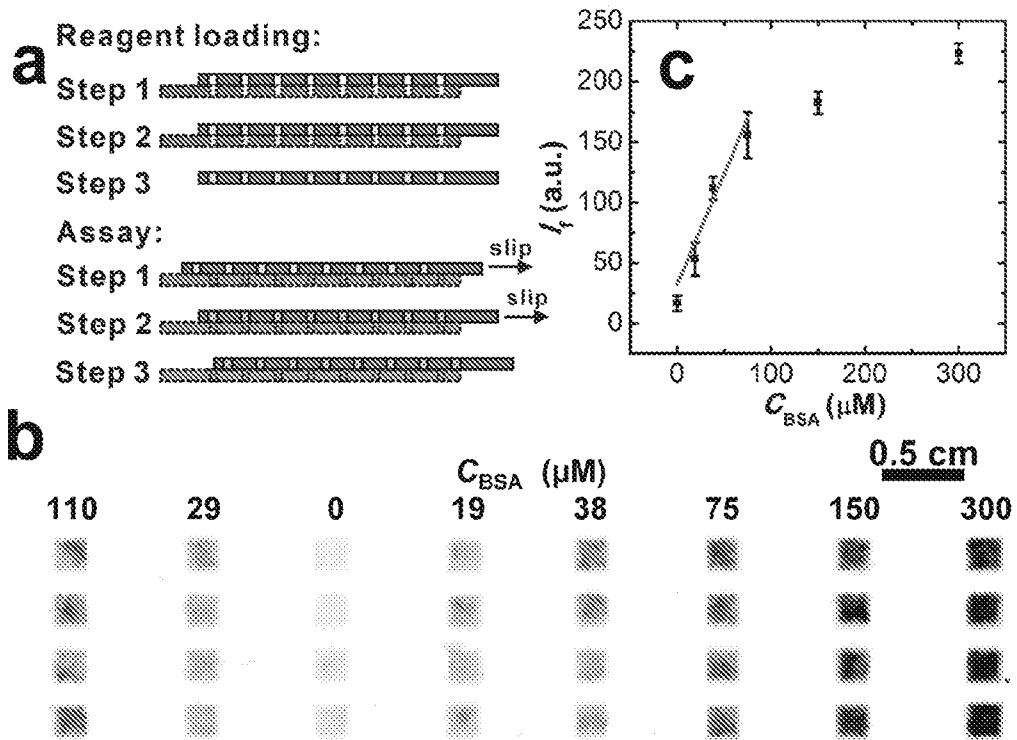 a
Reagent loading:
Step 1
Step 2
Step 3
Assay:
Step 1
slip
Step 2
slip
Step 3
c
250
200
150
100
50
0
I_f (a.u.)
0 100 200 300
C_BSA (µM)
b
0.5 cm
C_BSA (µM)
110 29 0 19 38 75 150 300